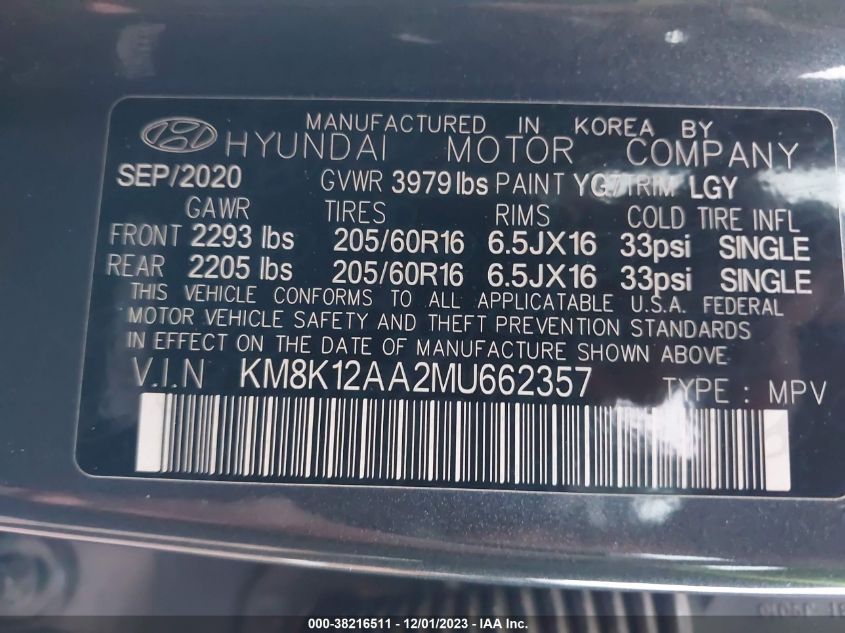 MANUFACTURED IN KOREA BY
HYUNDAI MOTOR COMPANY
SEP/2020 GVWR 3979 lbs PAINT YG7 TRIM LGY
GAWR TIRES RIMS COLD TIRE INFL
FRONT 2293 lbs 205/60R16 6.5JX16 33psi SINGLE
REAR 2205 lbs 205/60R16 6.5JX16 33psi SINGLE
THIS VEHICLE CONFORMS TO ALL APPLICATABLE U.S.A. FEDERAL
MOTOR VEHICLE SAFETY AND THEFT PREVENTION STANDARDS
IN EFFECT ON THE DATE OF MANUFACTURE SHOWN ABOVE
V.I.N KM8K12AA2MU662357 TYPE : MPV
000-38216511 - 12/01/2023 - IAA Inc.